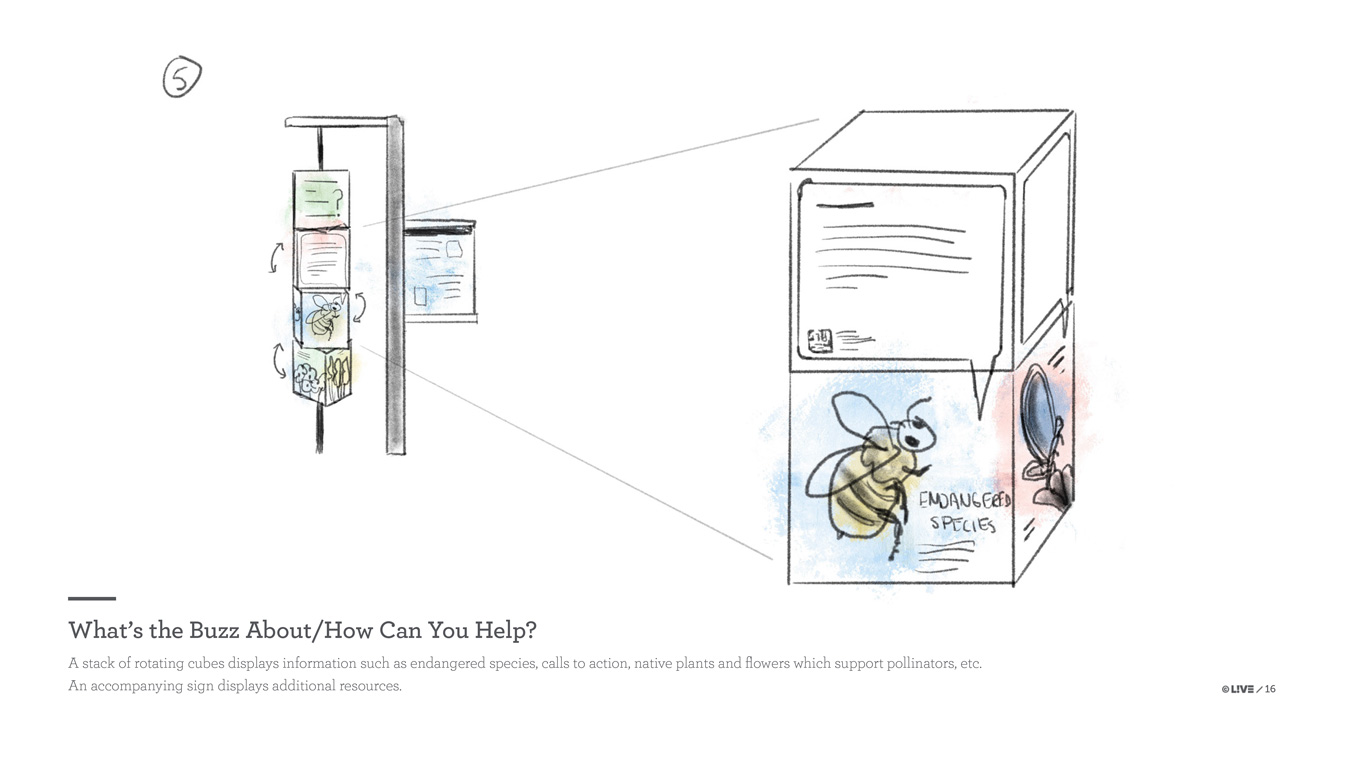 5
?
ENDANGERED
SPECIES
What's the Buzz About/How Can You Help?
A stack of rotating cubes displays information such as endangered species, calls to action, native plants and flowers which support pollinators, etc.
An accompanying sign displays additional resources.
© L!VE / 16